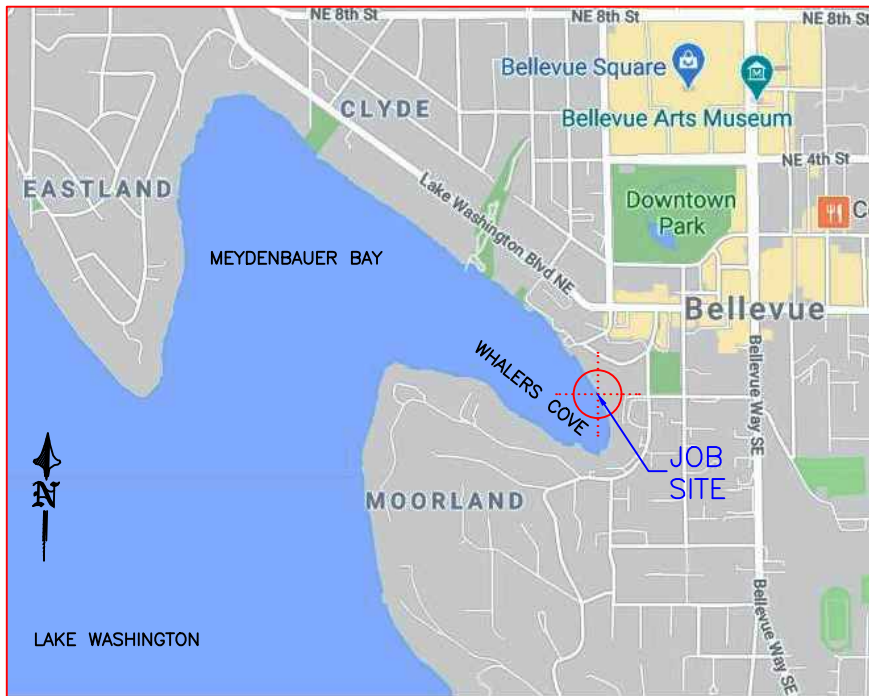 NE 8th St
NE 8th St
NE 8th St
Bellevue Square
CLYDE
Bellevue Arts Museum
NE 4th St
EASTLAND
Lake Washington Blvd NE
Downtown
Park
MEYDENBAUER BAY
Bellevue
WHALERS COVE
Bellevue Way SE
JOB
SITE
MOORLAND
N
Bellevue Way SE
LAKE WASHINGTON